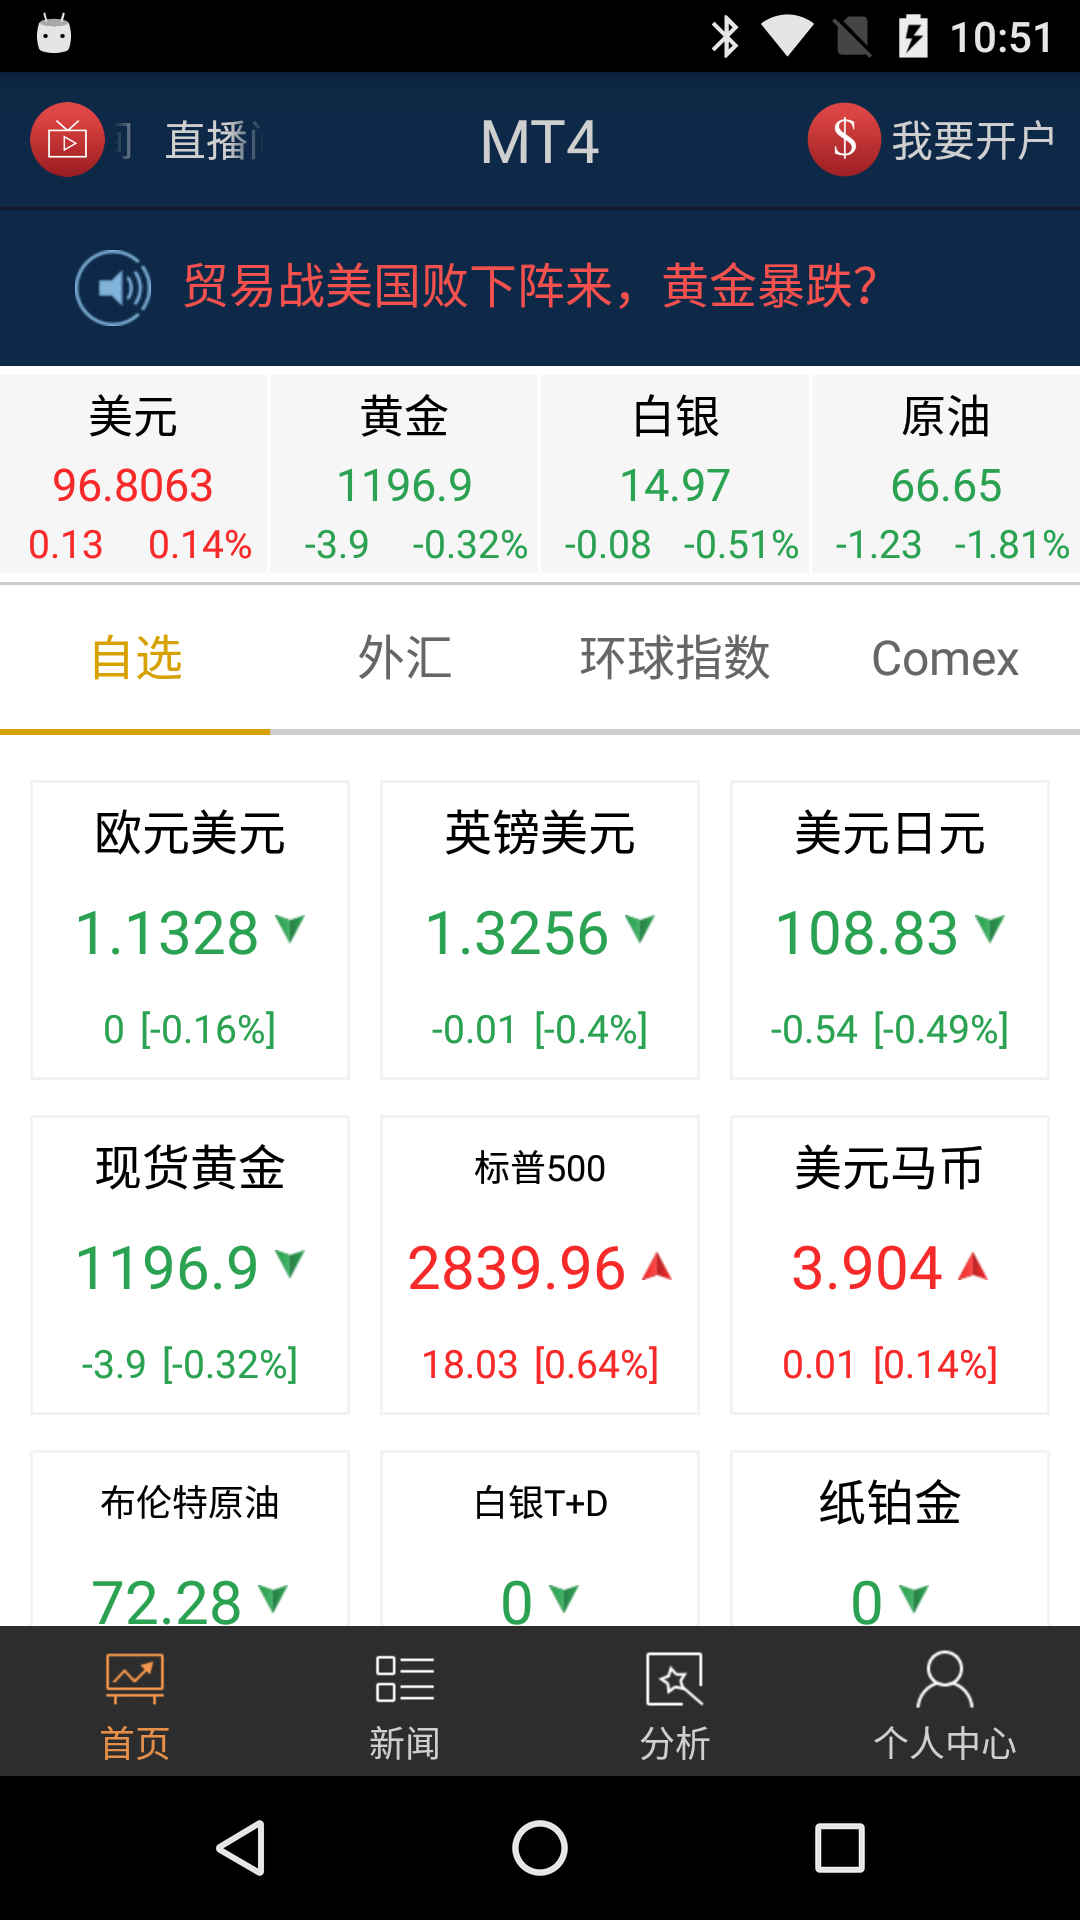 10:51
直播 MT4 $ 我要开户
贸易战美国败下阵来，黄金暴跌？
美元 黄金 白银 原油
96.8063 1196.9 14.97 66.65
0.13 0.14% -3.9 -0.32% -0.08 -0.51% -1.23 -1.81%
自选 外汇 环球指数 Comex
欧元美元 英镑美元 美元日元
1.1328 1.3256 108.83
0 [-0.16%] -0.01 [-0.4%] -0.54 [-0.49%]
现货黄金 标普500 美元马币
1196.9 2839.96 3.904
-3.9 [-0.32%] 18.03 [0.64%] 0.01 [0.14%]
布伦特原油 白银T+D 纸铂金
72.28 0 0
首页 新闻 分析 个人中心